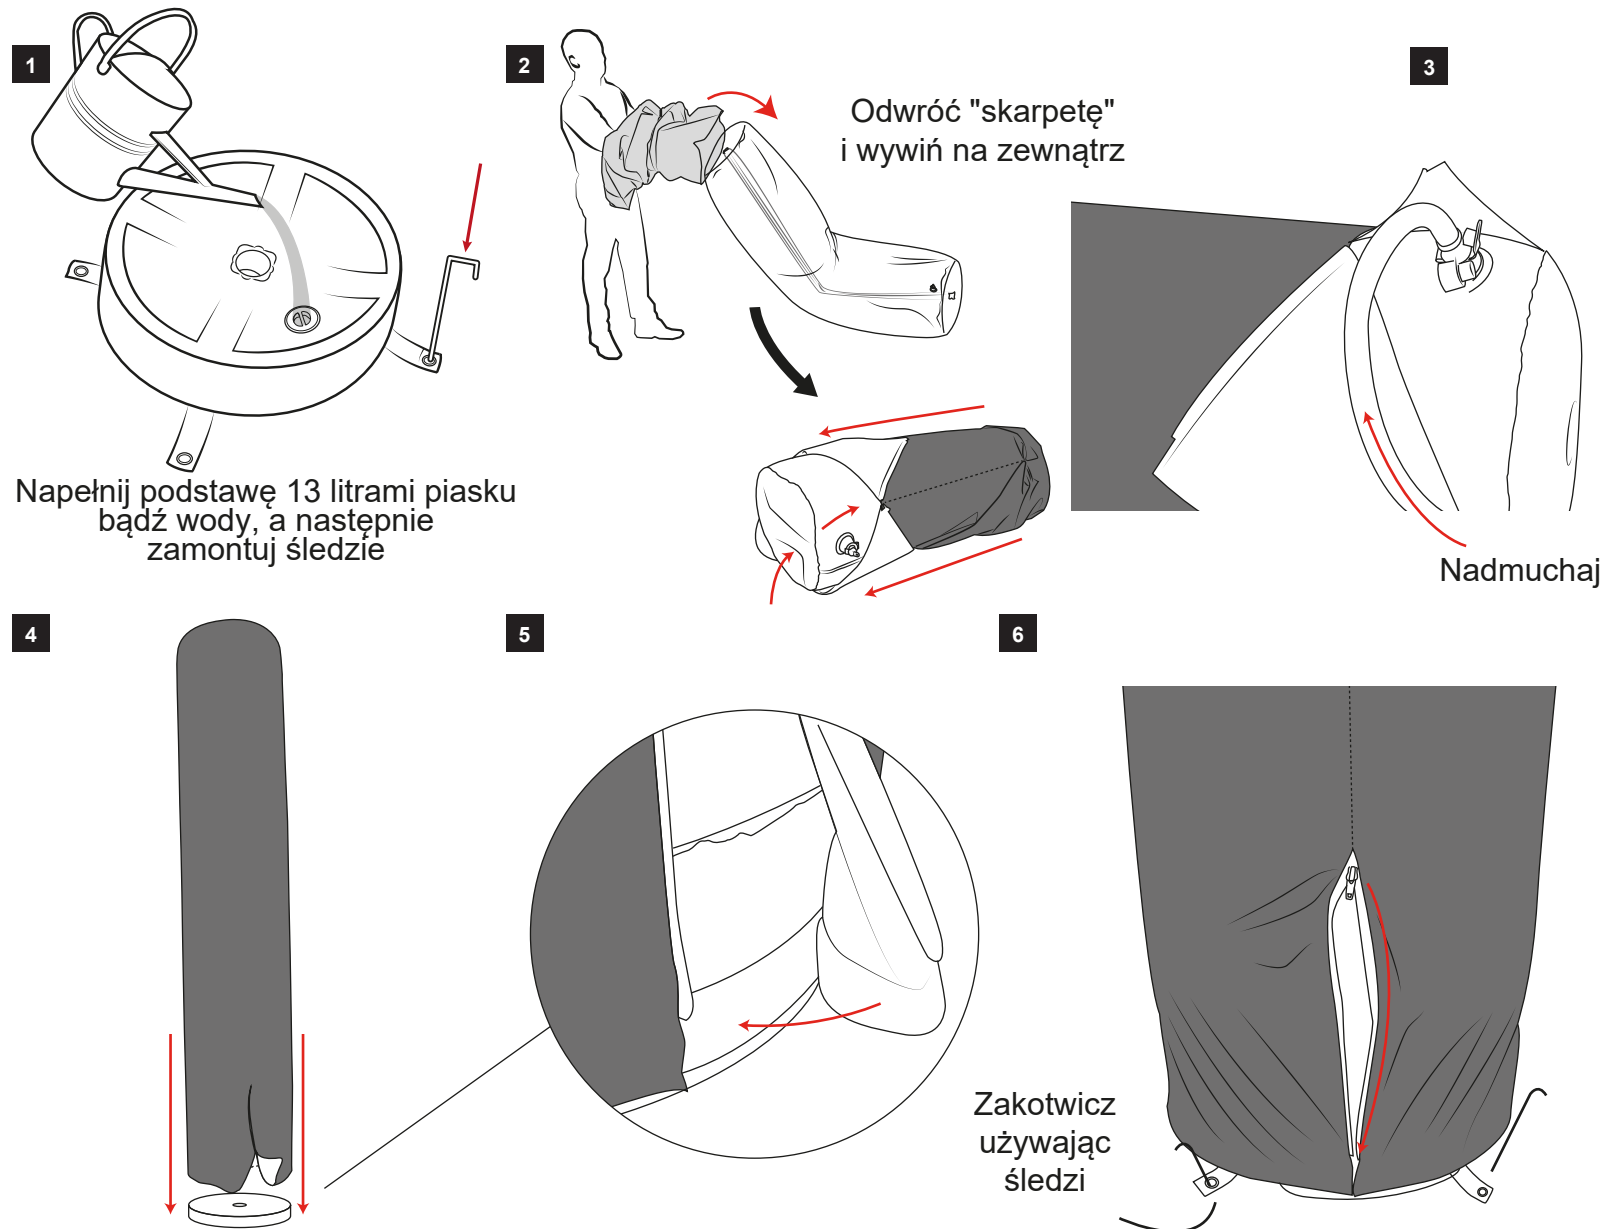 1
Napełnij podstawę 13 litrami piasku
bądź wody, a następnie
zamontuj śledzie
2
Odwróć "skarpetę"
i wywiń na zewnątrz
3
Nadmuchaj
4
5
6
Zakotwicz
używając
śledzi